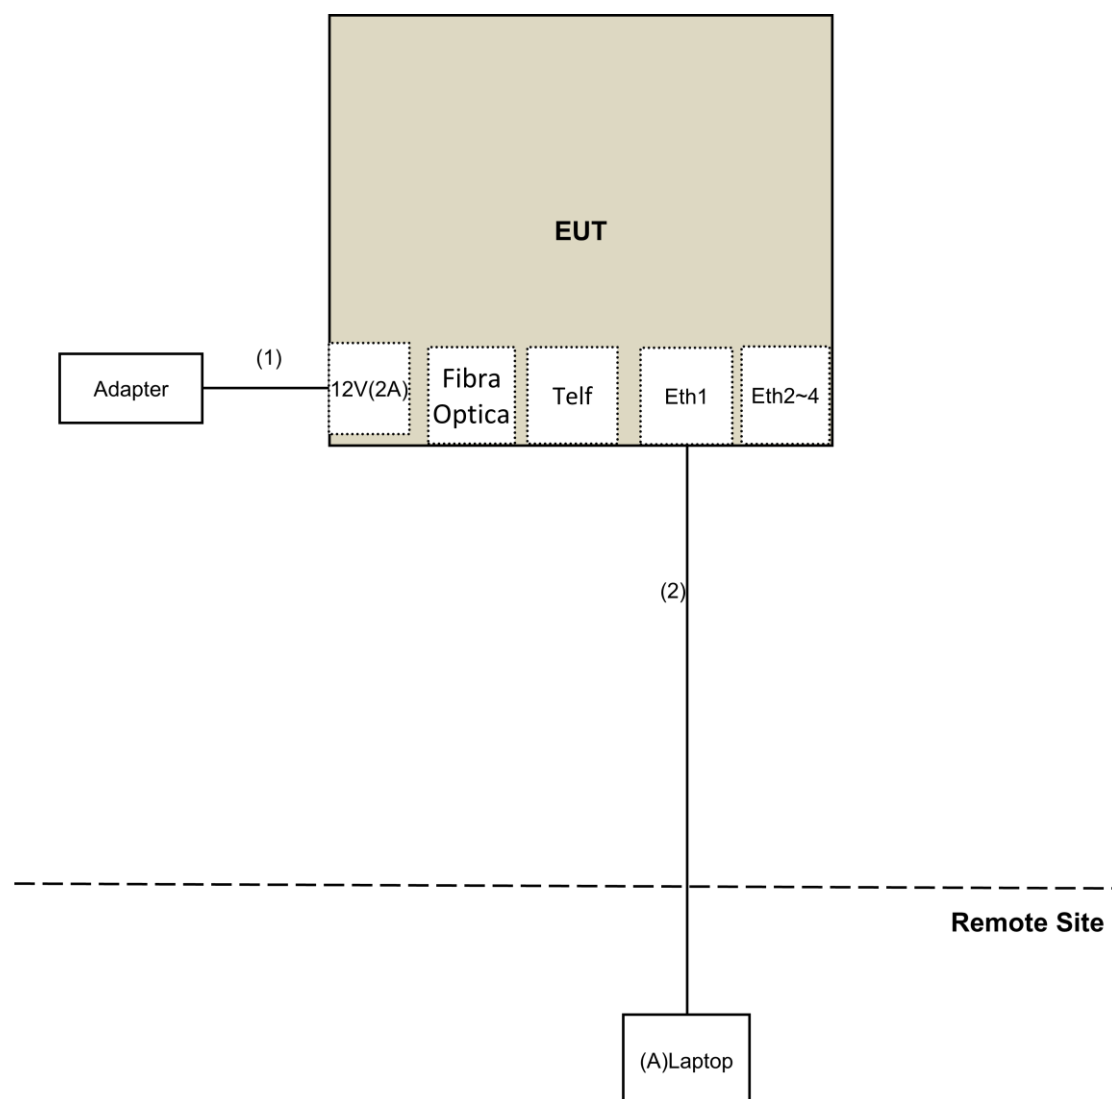 EUT
(1)
Adapter
12V(2A)
Fibra
Optica
Telf
Eth1
Eth2~4
(2)
Remote Site
(A)Laptop